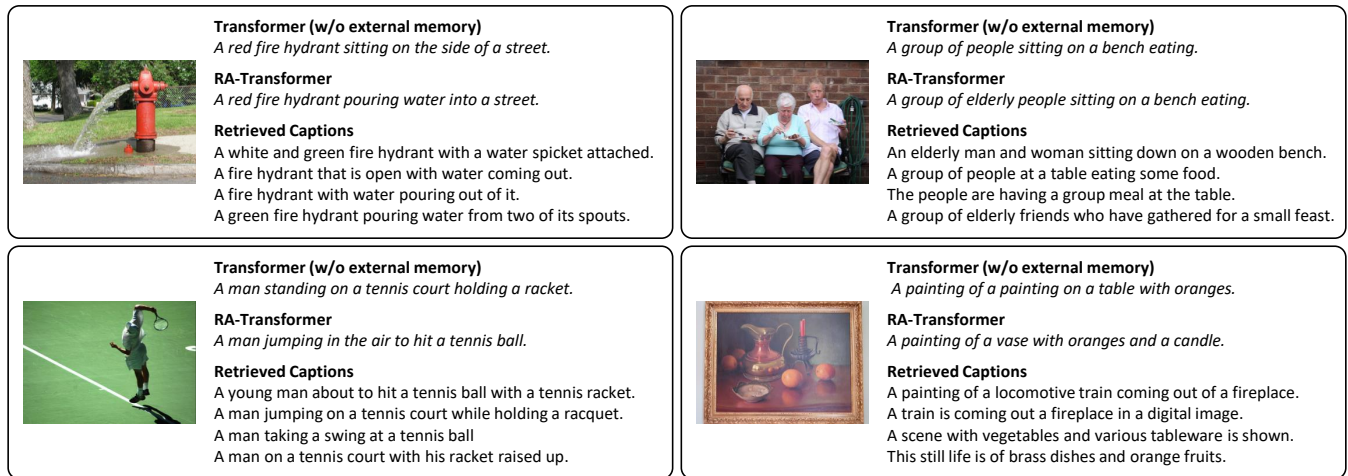 Transformer (w/o external memory)
A red fire hydrant sitting on the side of a street.
RA-Transformer
A red fire hydrant pouring water into a street.
Retrieved Captions
A white and green fire hydrant with a water spicket attached.
A fire hydrant that is open with water coming out.
A fire hydrant with water pouring out of it.
A green fire hydrant pouring water from two of its spouts.
Transformer (w/o external memory)
A group of people sitting on a bench eating.
RA-Transformer
A group of elderly people sitting on a bench eating.
Retrieved Captions
An elderly man and woman sitting down on a wooden bench.
A group of people at a table eating some food.
The people are having a group meal at the table.
A group of elderly friends who have gathered for a small feast.
Transformer (w/o external memory)
A man standing on a tennis court holding a racket.
RA-Transformer
A man jumping in the air to hit a tennis ball.
Retrieved Captions
A young man about to hit a tennis ball with a tennis racket.
A man jumping on a tennis court while holding a racquet.
A man taking a swing at a tennis ball
A man on a tennis court with his racket raised up.
Transformer (w/o external memory)
A painting of a painting on a table with oranges.
RA-Transformer
A painting of a vase with oranges and a candle.
Retrieved Captions
A painting of a locomotive train coming out of a fireplace.
A train is coming out a fireplace in a digital image.
A scene with vegetables and various tableware is shown.
This still life is of brass dishes and orange fruits.